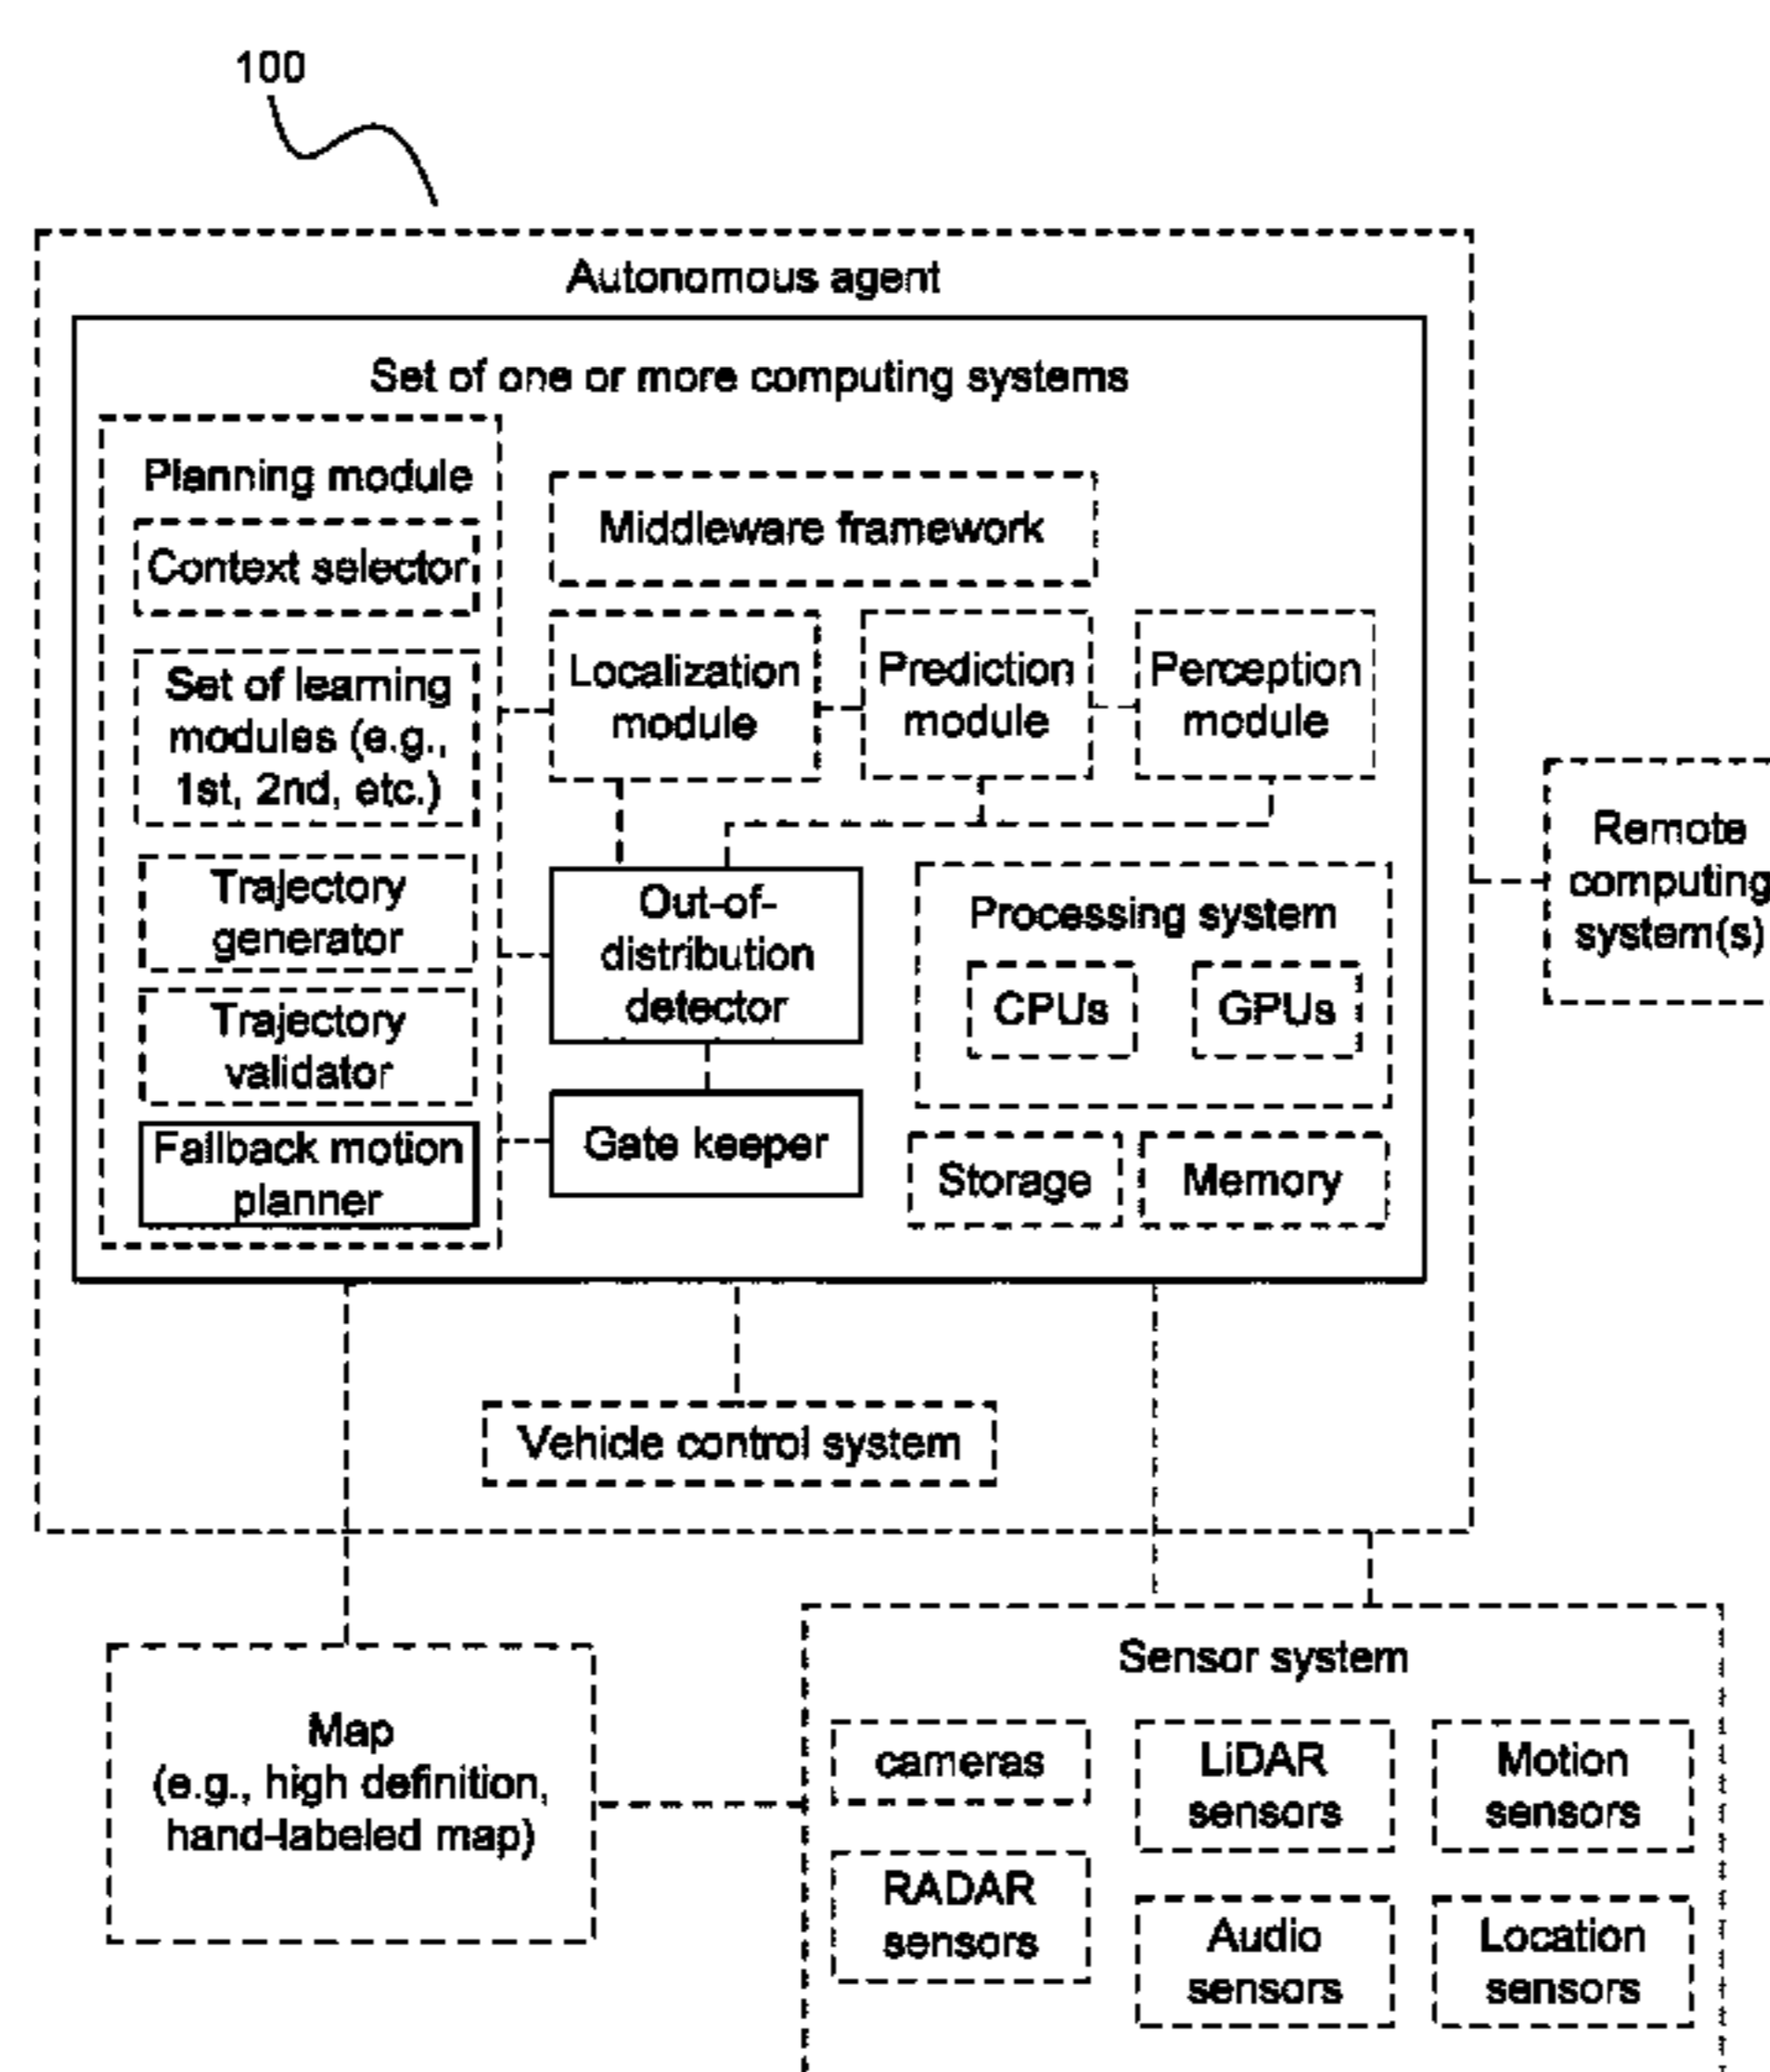 100
Autonomous agent
Set of one or more computing systems
Planning module
Context selector
Set of learning
modules (e.g.,
1st, 2nd, etc.)
Trajectory
generator
Trajectory
validator
Fallback motion
planner
Middleware framework
Localization
module
Prediction
module
Perception
module
Out-of-
distribution
detector
Gate keeper
Processing system
CPUs
GPUs
Storage
Memory
Remote
computing
system(s)
Vehicle control system
Map
(e.g., high definition,
hand-labeled map)
Sensor system
cameras
LiDAR
sensors
Motion
sensors
RADAR
sensors
Audio
sensors
Location
sensors